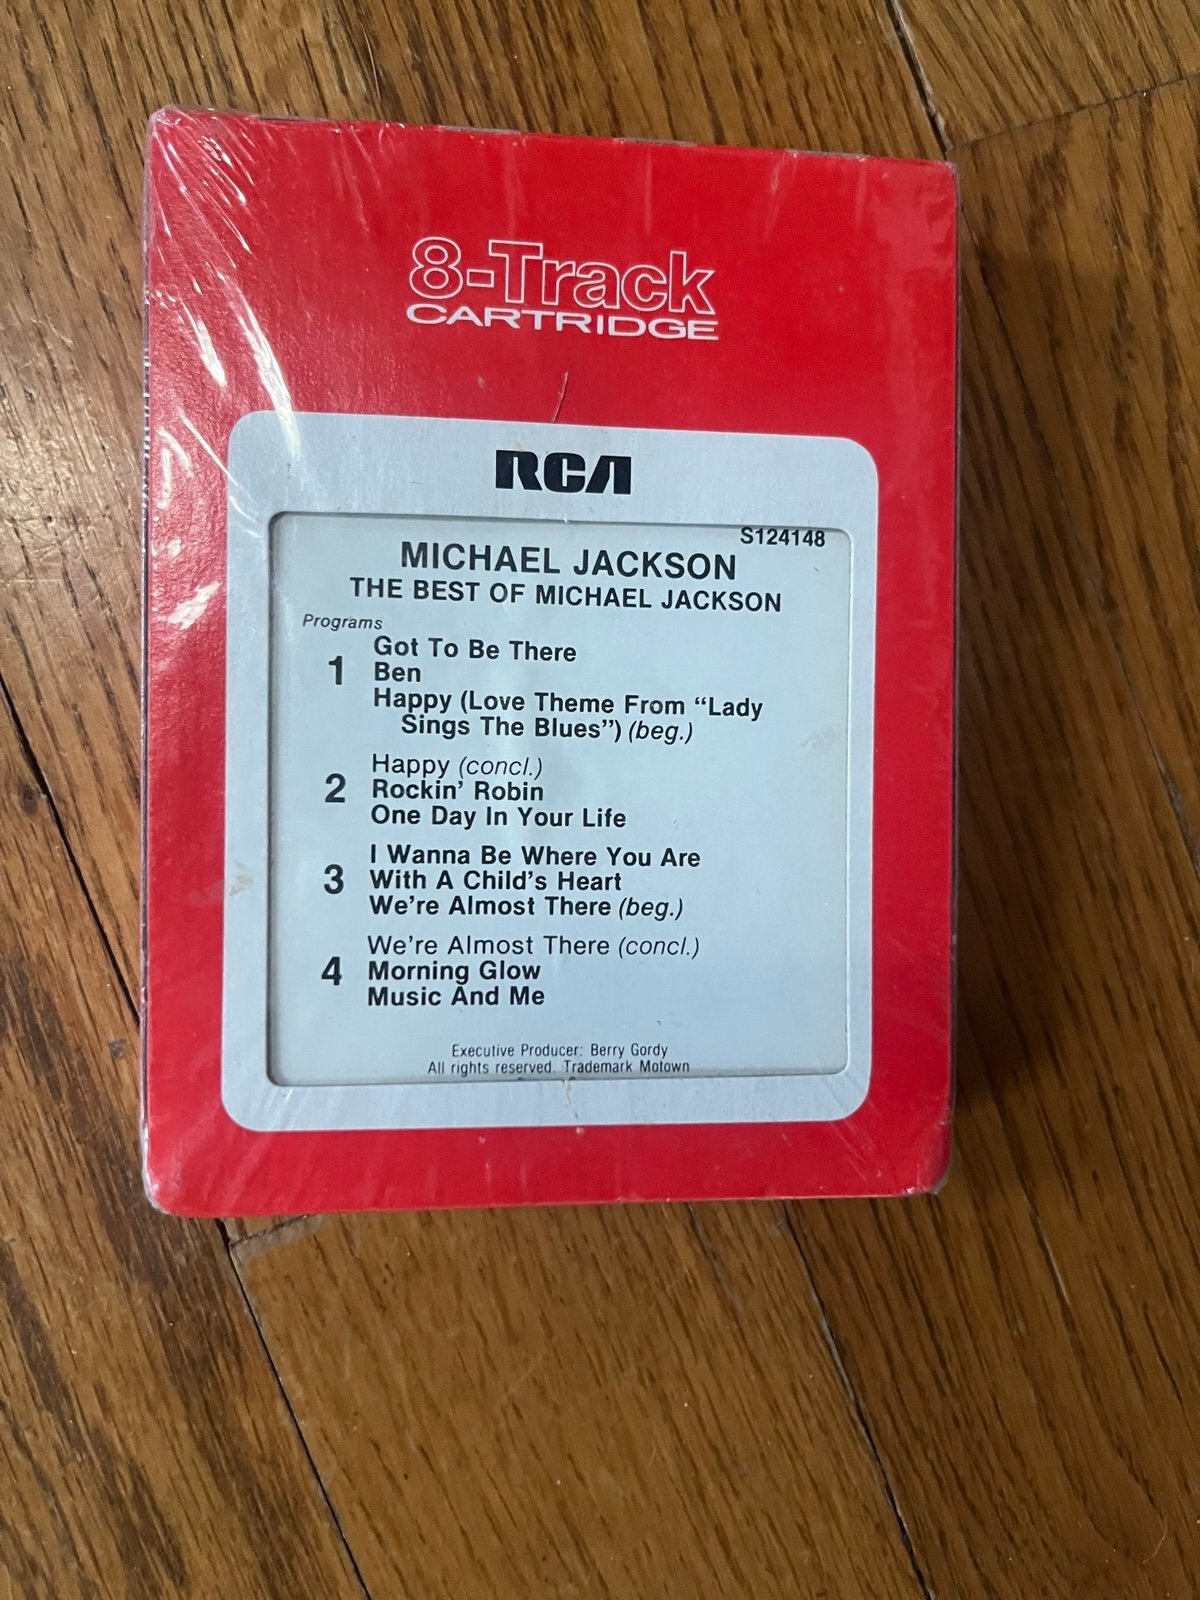 8-Track
CARTRIDGE
RCA
S124148
MICHAEL JACKSON
THE BEST OF MICHAEL JACKSON
Programs
1
Got To Be There
Ben
Happy (Love Theme From “Lady
Sings The Blues”) (beg.)
2
Happy (concl.)
Rockin’ Robin
One Day In Your Life
3
I Wanna Be Where You Are
With A Child’s Heart
We’re Almost There (beg.)
4
We’re Almost There (concl.)
Morning Glow
Music And Me
Executive Producer: Berry Gordy
All rights reserved. Trademark Motown